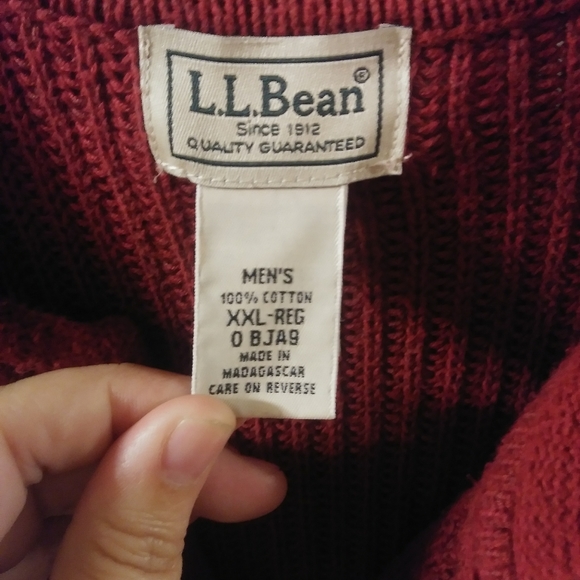 L.L.Bean®
Since 1912
QUALITY GUARANTEED
MEN'S
100% COTTON
XXL-REG
0 BJA9
MADE IN
MADAGASCAR
CARE ON REVERSE